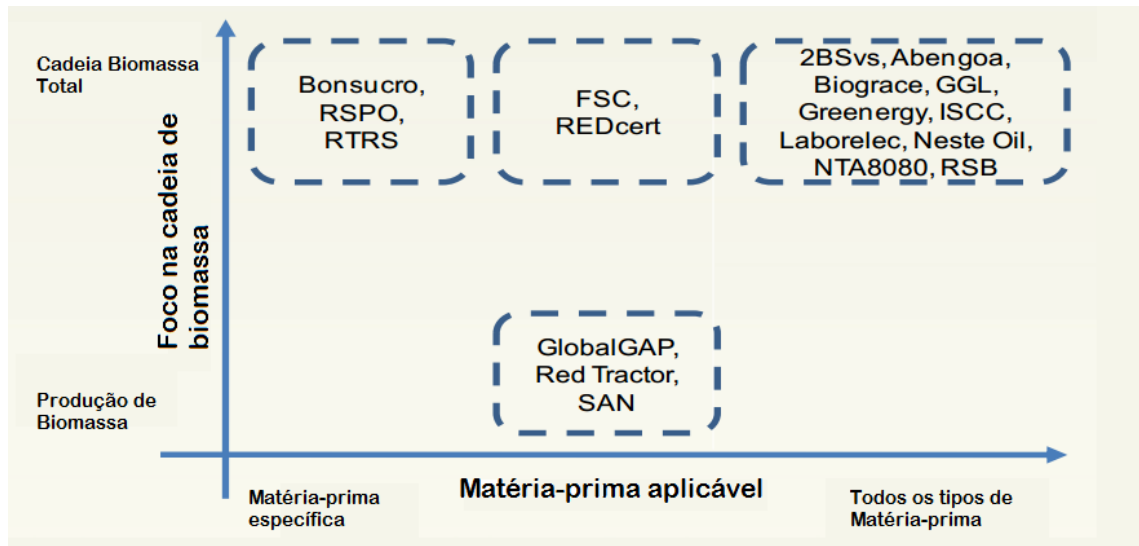 Cadeia Biomassa
Total
Foco na cadeia de
biomassa
Bonsucro,
RSPO,
RTRS
FSC,
REDcert
2BSvs, Abengoa,
Biograce, GGL,
Greenergy, ISCC,
Laborelec, Neste Oil,
NTA8080, RSB
GlobalGAP,
Red Tractor,
SAN
Produção de
Biomassa
Matéria-prima
específica
Matéria-prima aplicável
Todos os tipos de
Matéria-prima